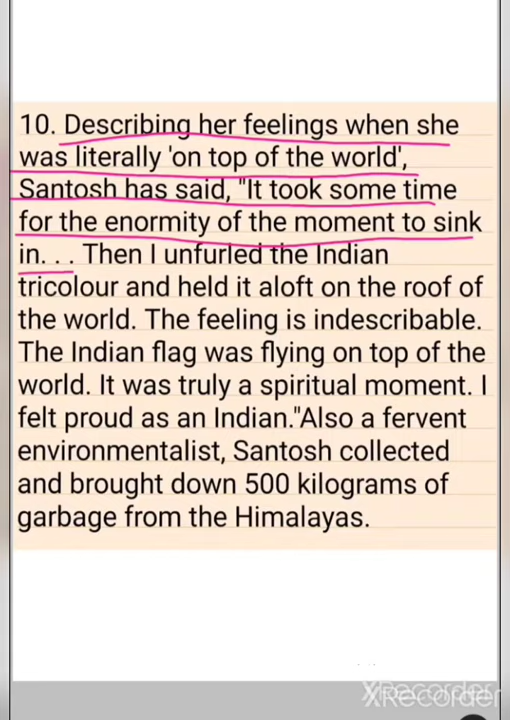 10. Describing her feelings when she
was literally 'on top of the world',
Santosh has said, "It took some time
for the enormity of the moment to sink
in. . . Then I unfurled the Indian
tricolour and held it aloft on the roof of
the world. The feeling is indescribable.
The Indian flag was flying on top of the
world. It was truly a spiritual moment. I
felt proud as an Indian."Also a fervent
environmentalist, Santosh collected
and brought down 500 kilograms of
garbage from the Himalayas.
XRecorder
XRecorder